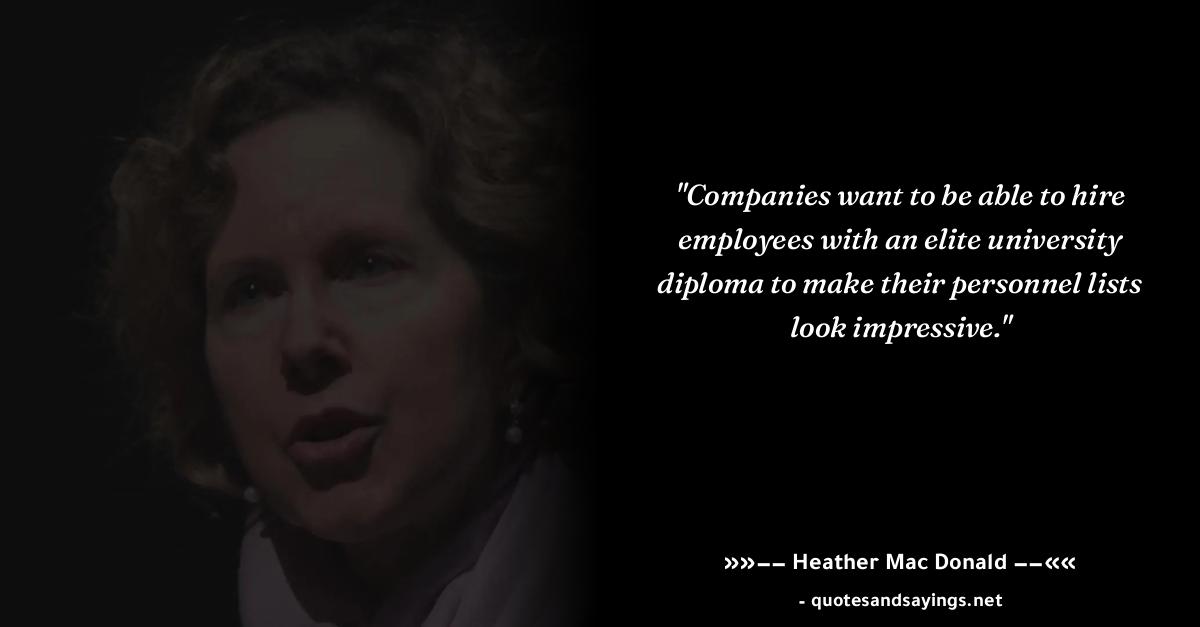 "Companies want to be able to hire
employees with an elite university
diploma to make their personnel lists
look impressive."
»»–– Heather Mac Donald ––««
- quotesandsayings.net